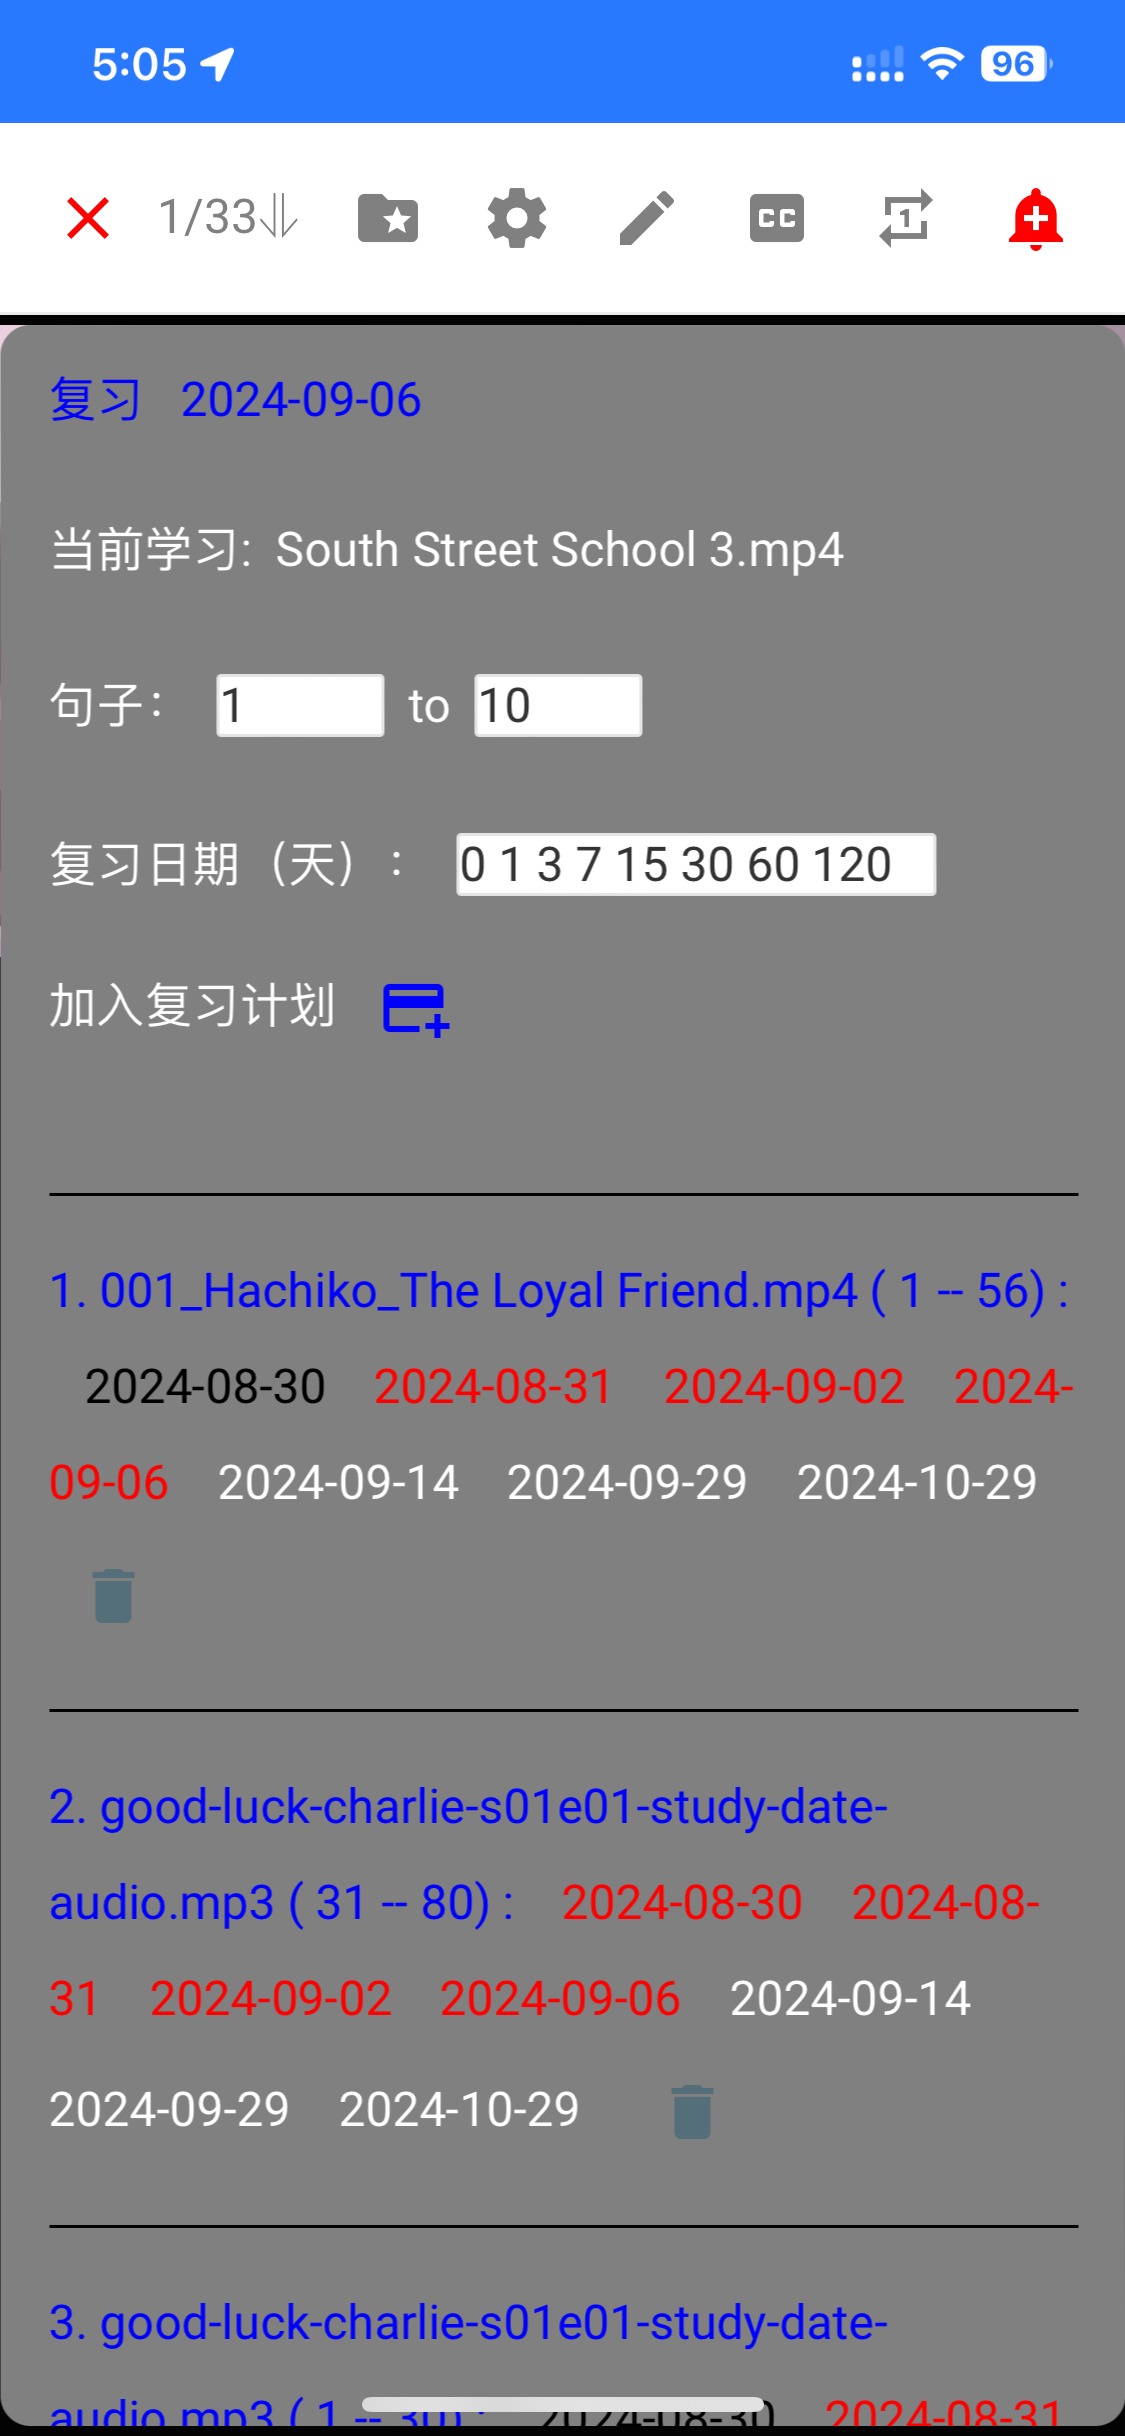 5:05
96
1/33
CC
1
复习 2024-09-06
当前学习: South Street School 3.mp4
句子： 1 to 10
复习日期（天）： 0 1 3 7 15 30 60 120
加入复习计划
1. 001_Hachiko_The Loyal Friend.mp4 ( 1 -- 56) :
2024-08-30 2024-08-31 2024-09-02 2024-
09-06 2024-09-14 2024-09-29 2024-10-29
2. good-luck-charlie-s01e01-study-date-
audio.mp3 ( 31 -- 80) : 2024-08-30 2024-08-
31 2024-09-02 2024-09-06 2024-09-14
2024-09-29 2024-10-29
3. good-luck-charlie-s01e01-study-date-
audio.mp3 ( 1 -- 30) : 2024-08-30 2024-08-31